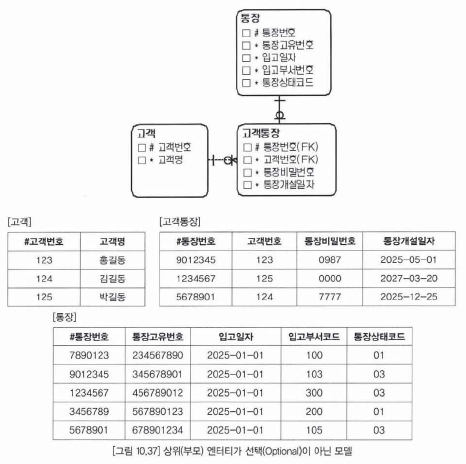 통장
# 통장번호
* 통장고유번호
* 입고일자
* 입고부서번호
* 통장상태코드
고객
# 고객번호
* 고객명
고객통장
# 통장번호(FK)
* 고객번호(FK)
* 통장비밀번호
* 통장개설일자
[고객]
#고객번호 고객명
123 홍길동
124 김길동
125 박길동
[고객통장]
#통장번호 고객번호 통장비밀번호 통장개설일자
9012345 123 0987 2025-05-01
1234567 125 0000 2027-03-20
5678901 124 7777 2025-12-25
[통장]
#통장번호 통장고유번호 입고일자 입고부서코드 통장상태코드
7890123 234567890 2025-01-01 100 01
9012345 345678901 2025-01-01 103 03
1234567 456789012 2025-01-01 300 03
3456789 567890123 2025-01-01 200 01
5678901 678901234 2025-01-01 105 03
[그림 10.37] 상위(부모) 엔터티가 선택(Optional)이 아닌 모델